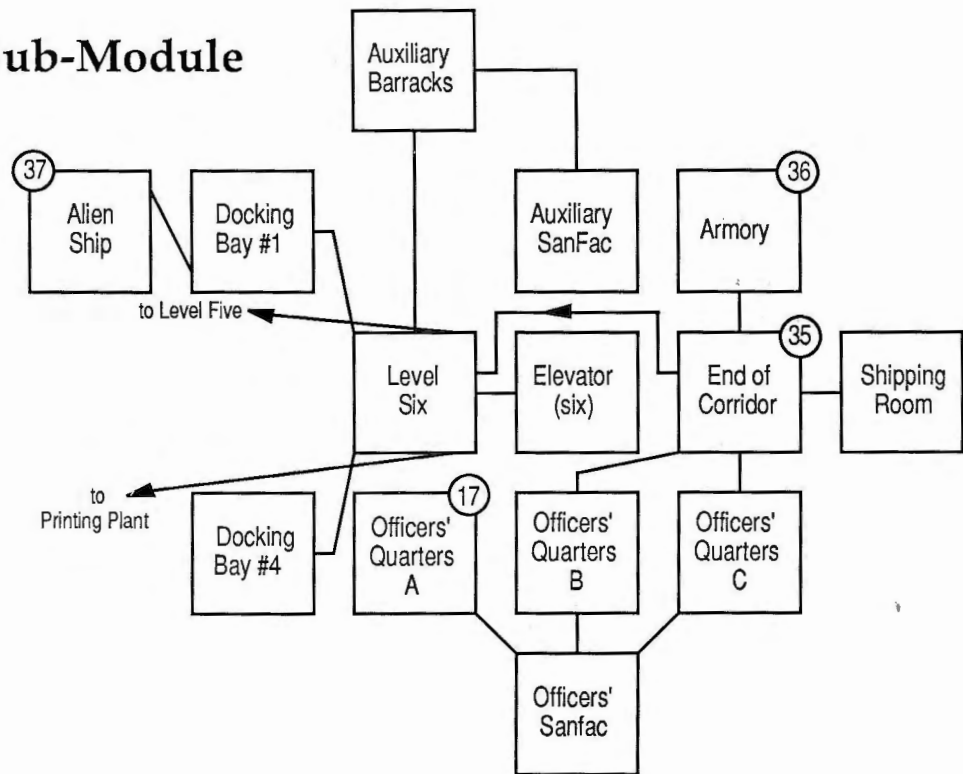 ub-Module
Auxiliary
Barracks
37
Alien
Ship
Docking
Bay #1
Auxiliary
SanFac
36
Armory
to Level Five
Level
Six
Elevator
(six)
35
End of
Corridor
Shipping
Room
to
Printing Plant
Docking
Bay #4
17
Officers'
Quarters
A
Officers'
Quarters
B
Officers'
Quarters
C
Officers'
Sanfac